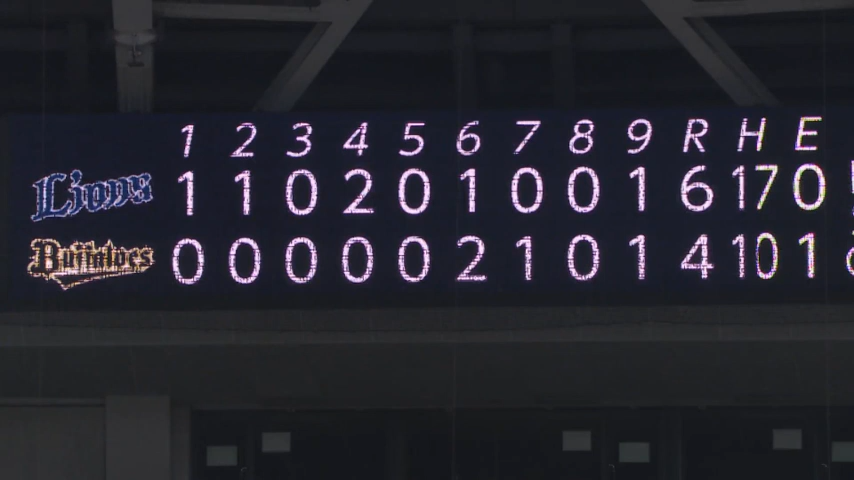 1 2 3 4 5 6 7 8 9 R H E
Lions 1 1 0 2 0 1 0 0 1 6 17 0
Buffaloes 0 0 0 0 0 2 1 0 1 4 10 1